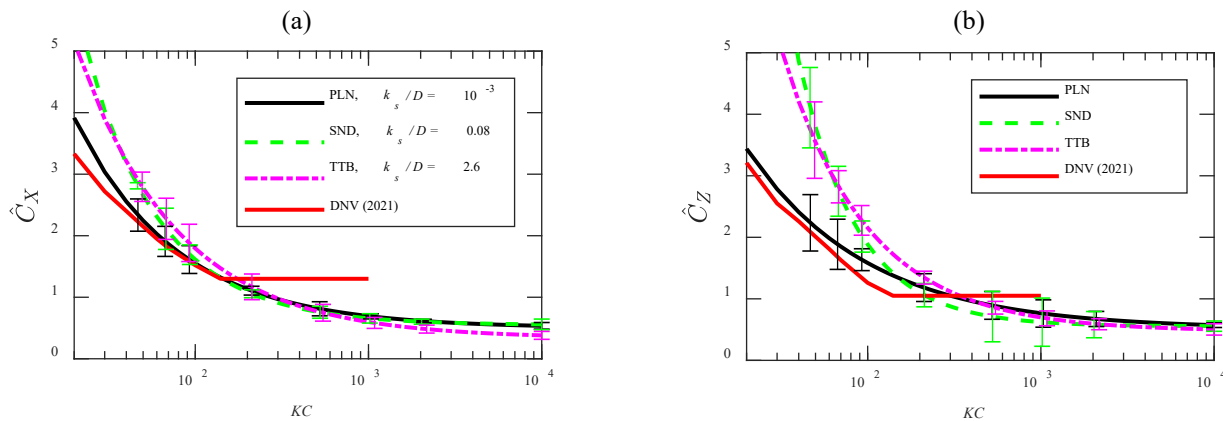 (a)
5
4
3
2
1
0
Ĉ_X
PLN, k_s/D = 10^-3
SND, k_s/D = 0.08
TTB, k_s/D = 2.6
DNV (2021)
10^2
10^3
10^4
KC
(b)
5
4
3
2
1
0
Ĉ_Z
PLN
SND
TTB
DNV (2021)
10^2
10^3
10^4
KC